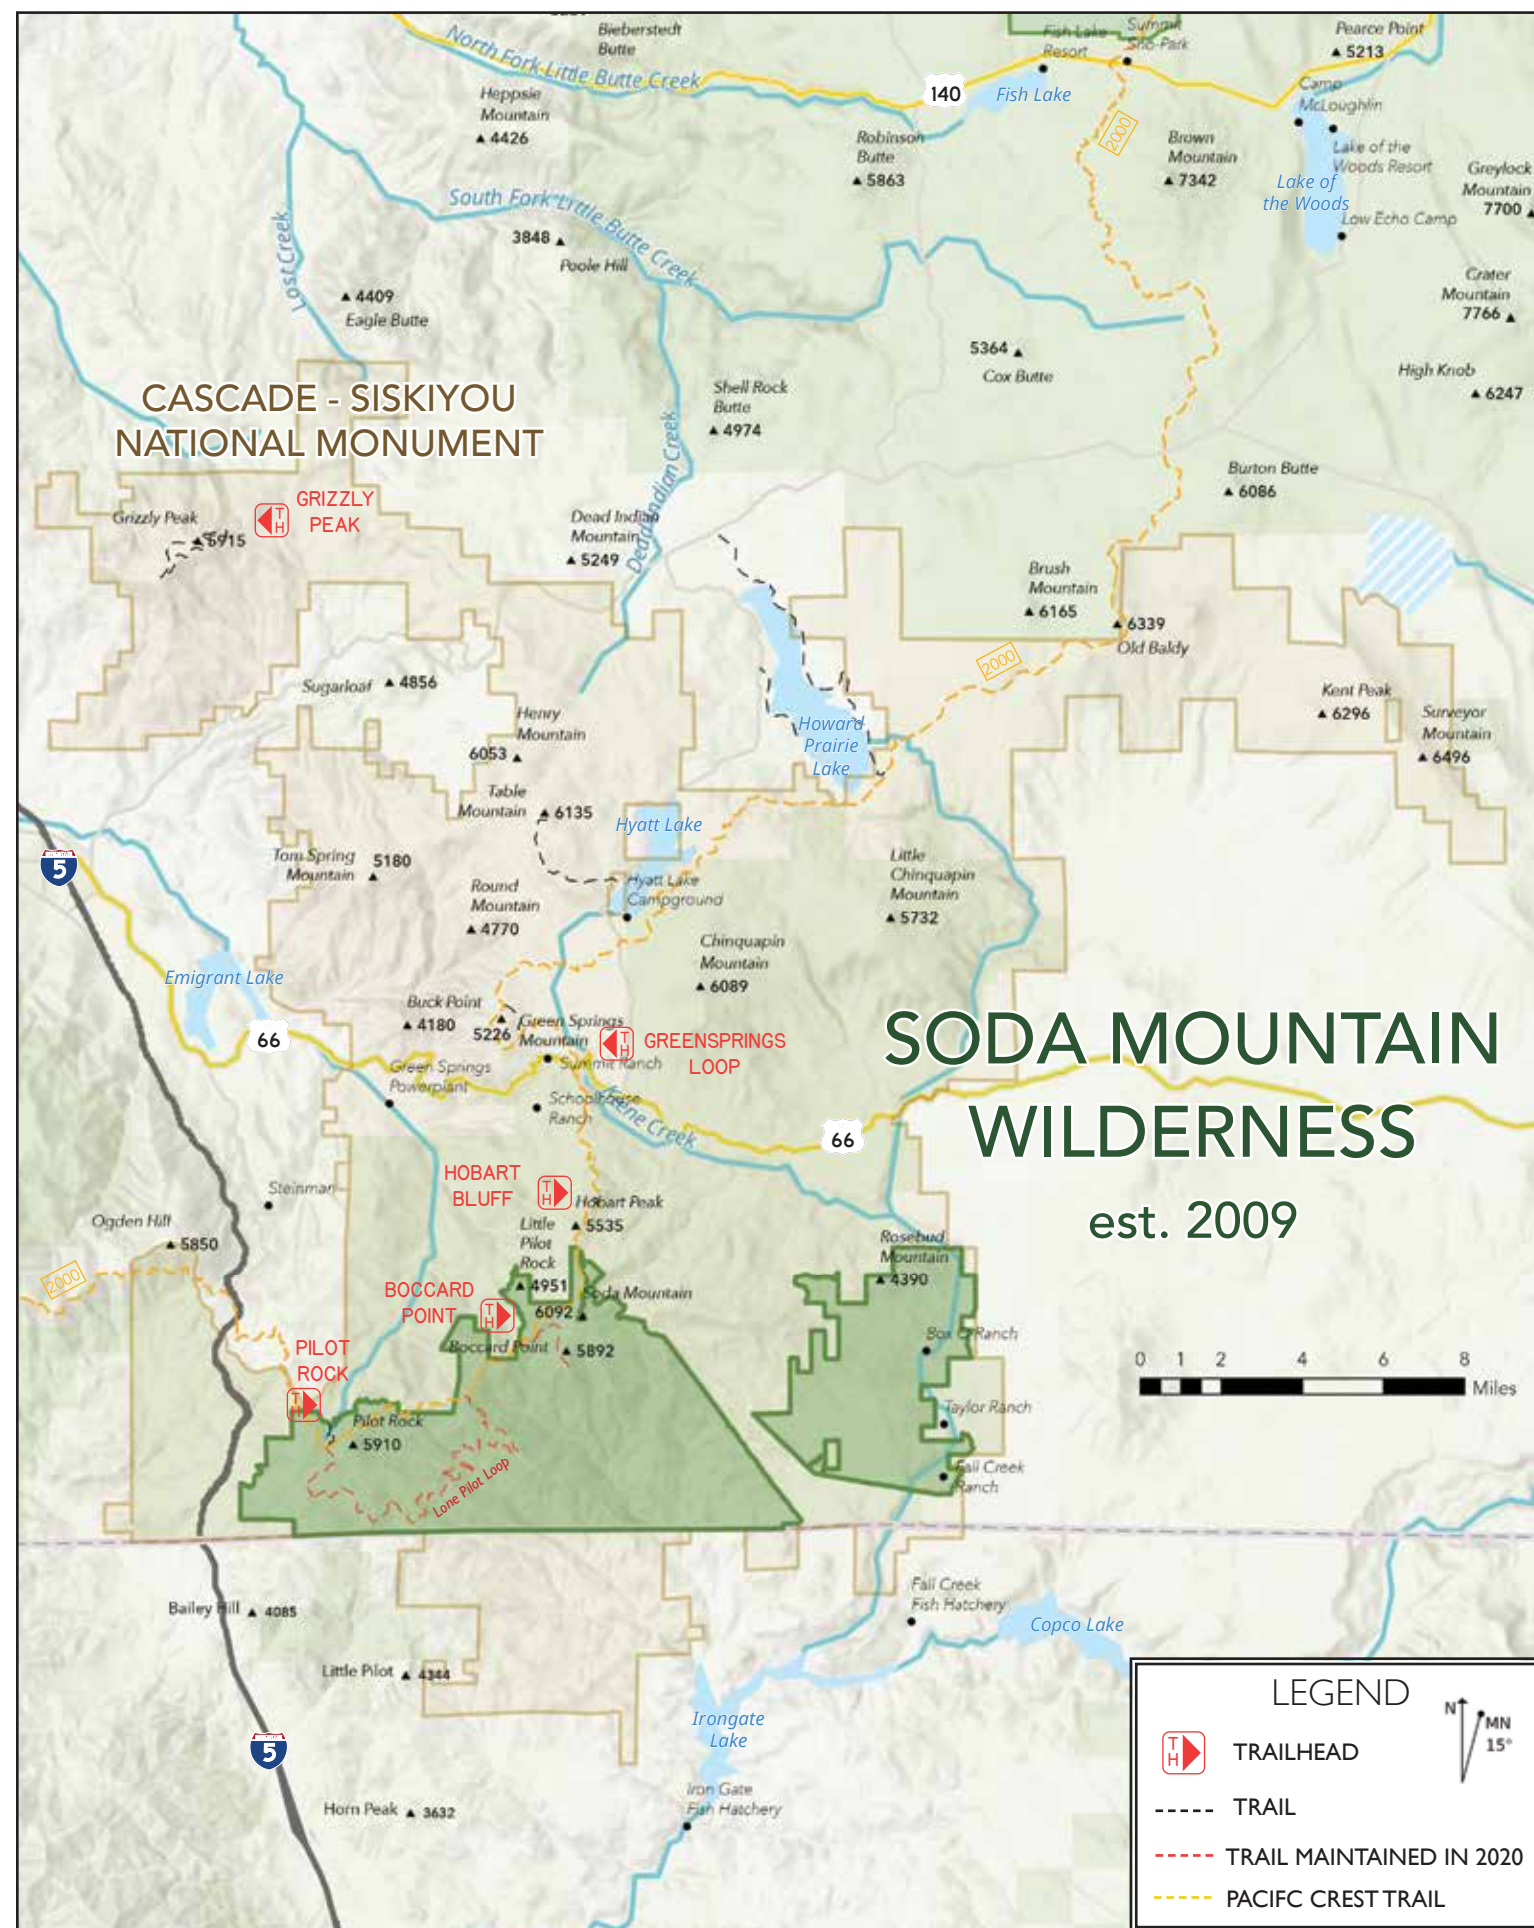 Bieberstedt
Butte
North Fork Little Butte Creek
Fish Lake
Resort
Summit
Sno-Park
Pearce Point
5213
Heppsie
Mountain
4426
140
Fish Lake
Camp
McLoughlin
2000
Robinson
Butte
5863
Brown
Mountain
7342
Lake of the
Woods Resort
Lake of
the Woods
Greylock
Mountain
7700
Low Echo Camp
South Fork Little Butte Creek
3848
Poole Hill
Lost Creek
4409
Eagle Butte
Crater
Mountain
7766
5364
Cox Butte
High Knob
6247
CASCADE - SISKIYOU
NATIONAL MONUMENT
Shell Rock
Butte
4974
Dead Indian Creek
Burton Butte
6086
GRIZZLY
PEAK
TH
Grizzly Peak
5915
Dead Indian
Mountain
5249
Brush
Mountain
6165
6339
Old Baldy
2000
Sugarloaf
4856
Kent Peak
6296
Surveyor
Mountain
6496
Henry
Mountain
6053
Howard
Prairie
Lake
Table
Mountain
6135
Hyatt Lake
5
Tom Spring
Mountain
5180
Round
Mountain
4770
Hyatt Lake
Campground
Little
Chinquapin
Mountain
5732
Chinquapin
Mountain
6089
Emigrant Lake
66
Buck Point
4180
5226
Green Springs
Mountain
TH
GREENSPRINGS
LOOP
Summit Ranch
Green Springs
Powerplant
Schoolhouse
Ranch
Jenne Creek
66
SODA MOUNTAIN
WILDERNESS
est. 2009
HOBART
BLUFF
TH
Hobart Peak
5535
Steinman
Ogden Hill
5850
2000
Little
Pilot
Rock
4951
Rosebud
Mountain
4390
BOCCARD
POINT
TH
Soda Mountain
6092
Boccard Point
5892
Box O Ranch
PILOT
ROCK
TH
Pilot Rock
5910
Lone Pilot Loop
Taylor Ranch
Fall Creek
Ranch
0 1 2 4 6 8
Miles
Bailey Hill
4085
Fall Creek
Fish Hatchery
Copco Lake
Little Pilot
4344
Irongate
Lake
5
Horn Peak
3632
Iron Gate
Fish Hatchery
LEGEND
N
MN
15°
TH
TRAILHEAD
TRAIL
TRAIL MAINTAINED IN 2020
PACIFC CREST TRAIL